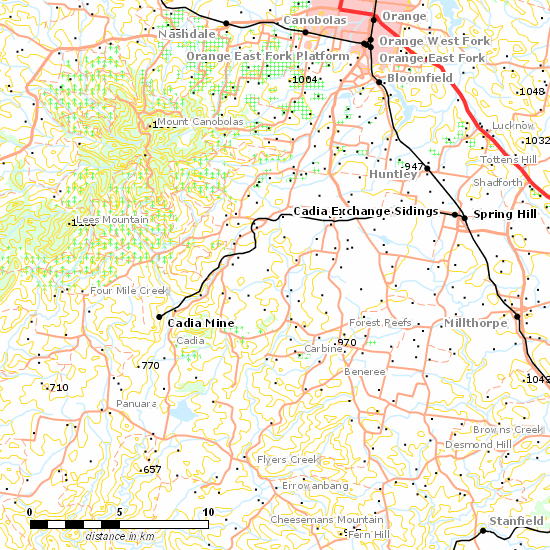 Orange
Canobolas
Nashdale
Orange West Fork
Orange East Fork Platform
Orange East Fork
1064
Bloomfield
1048
Mount Canobolas
Lucknow
1032
Tottens Hill
947
Huntley
Shadforth
Cadia Exchange Sidings
Spring Hill
Lees Mountain
Four Mile Creek
Cadia Mine
Forest Reefs
Millthorpe
Cadia
970
Carbine
770
Beneree
710
Panuara
Browns Creek
Desmond Hill
Flyers Creek
657
Errowanbang
0
5
10
Cheesemans Mountain
Stanfield
distance in km
Fern Hill